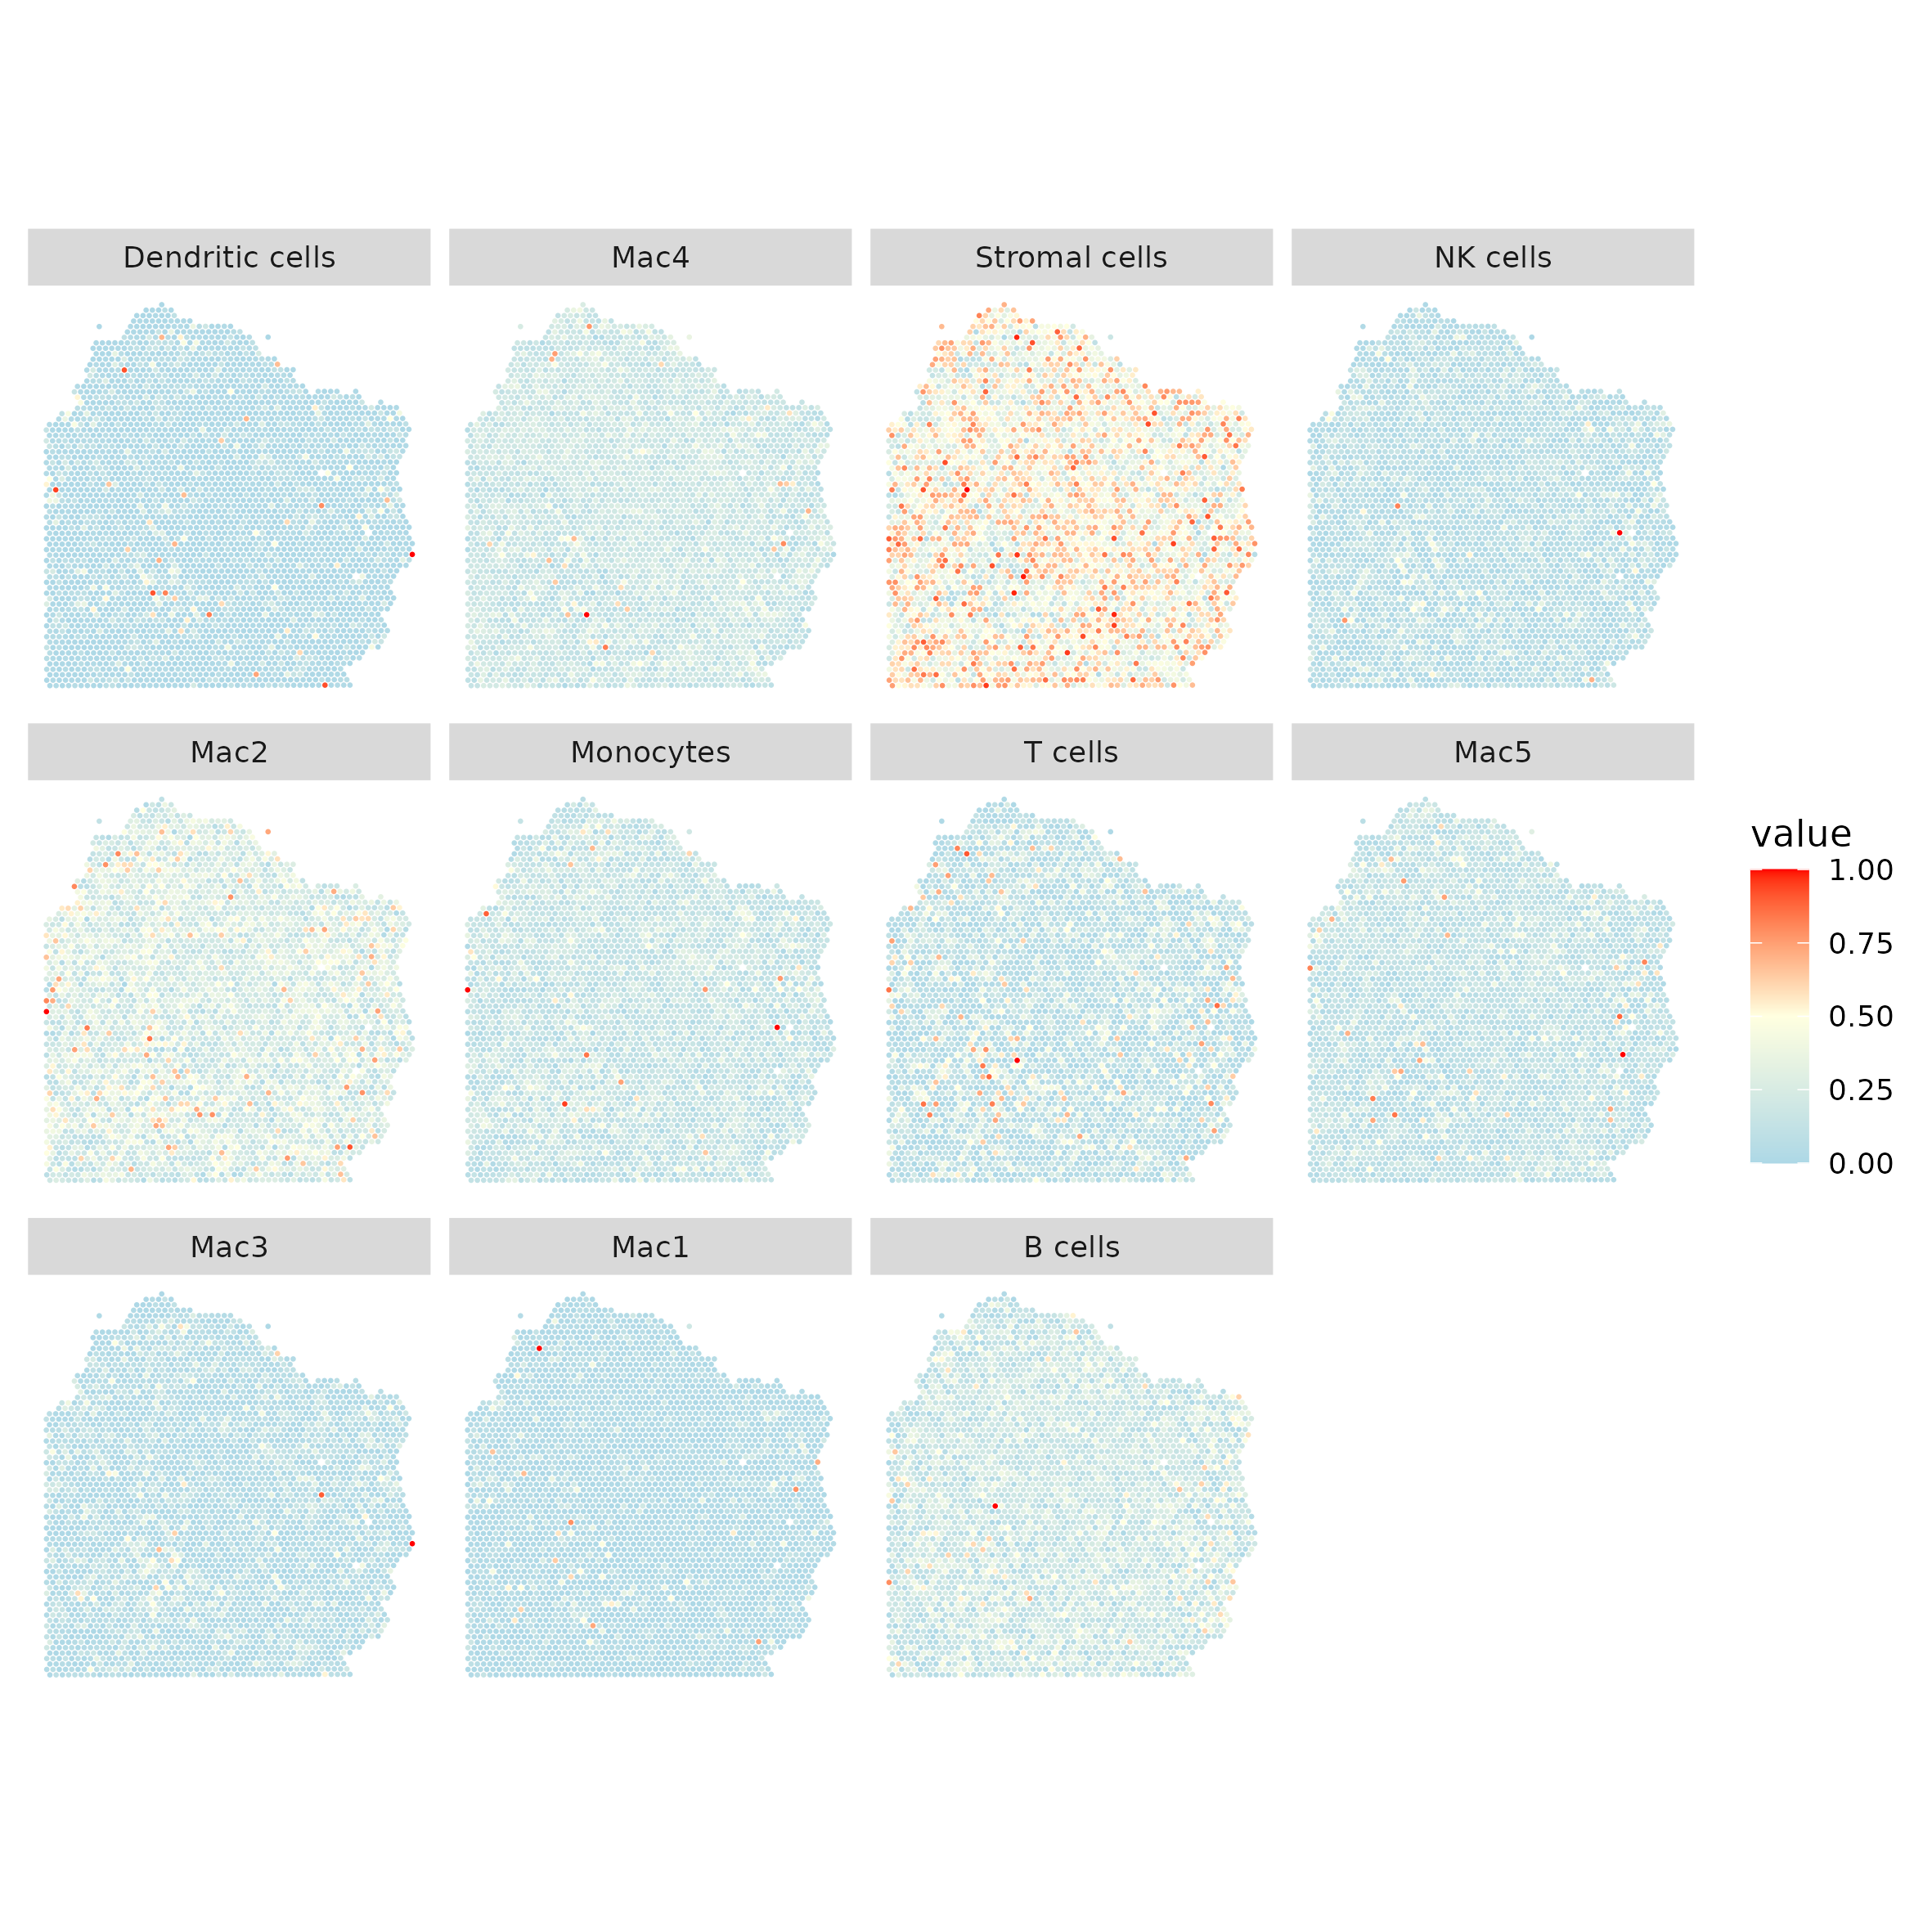 Dendritic cells
Mac4
Stromal cells
NK cells
Mac2
Monocytes
T cells
Mac5
value
1.00
0.75
0.50
0.25
0.00
Mac3
Mac1
B cells